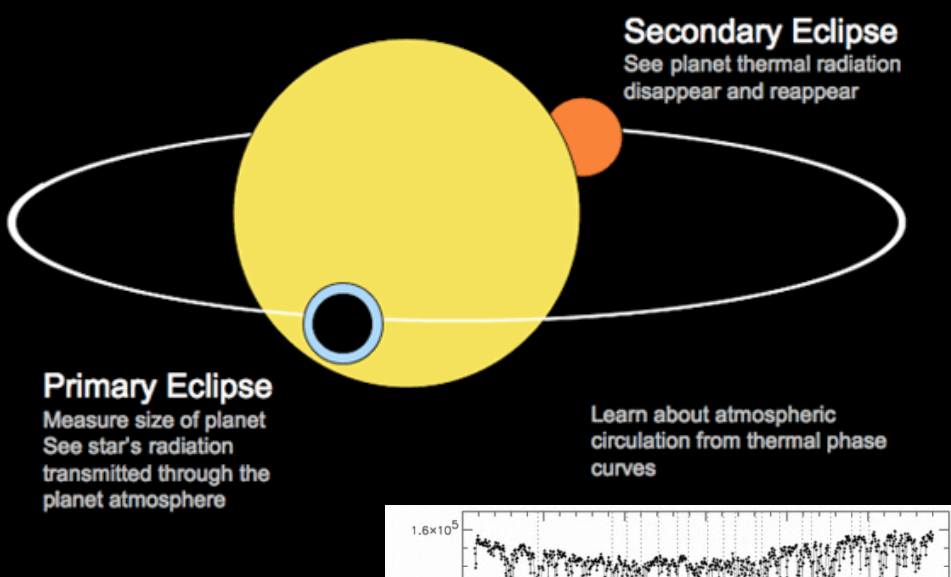 Secondary Eclipse
See planet thermal radiation
disappear and reappear
Primary Eclipse
Measure size of planet
See star's radiation
transmitted through the
planet atmosphere
Learn about atmospheric
circulation from thermal phase
curves
1.6×10⁵